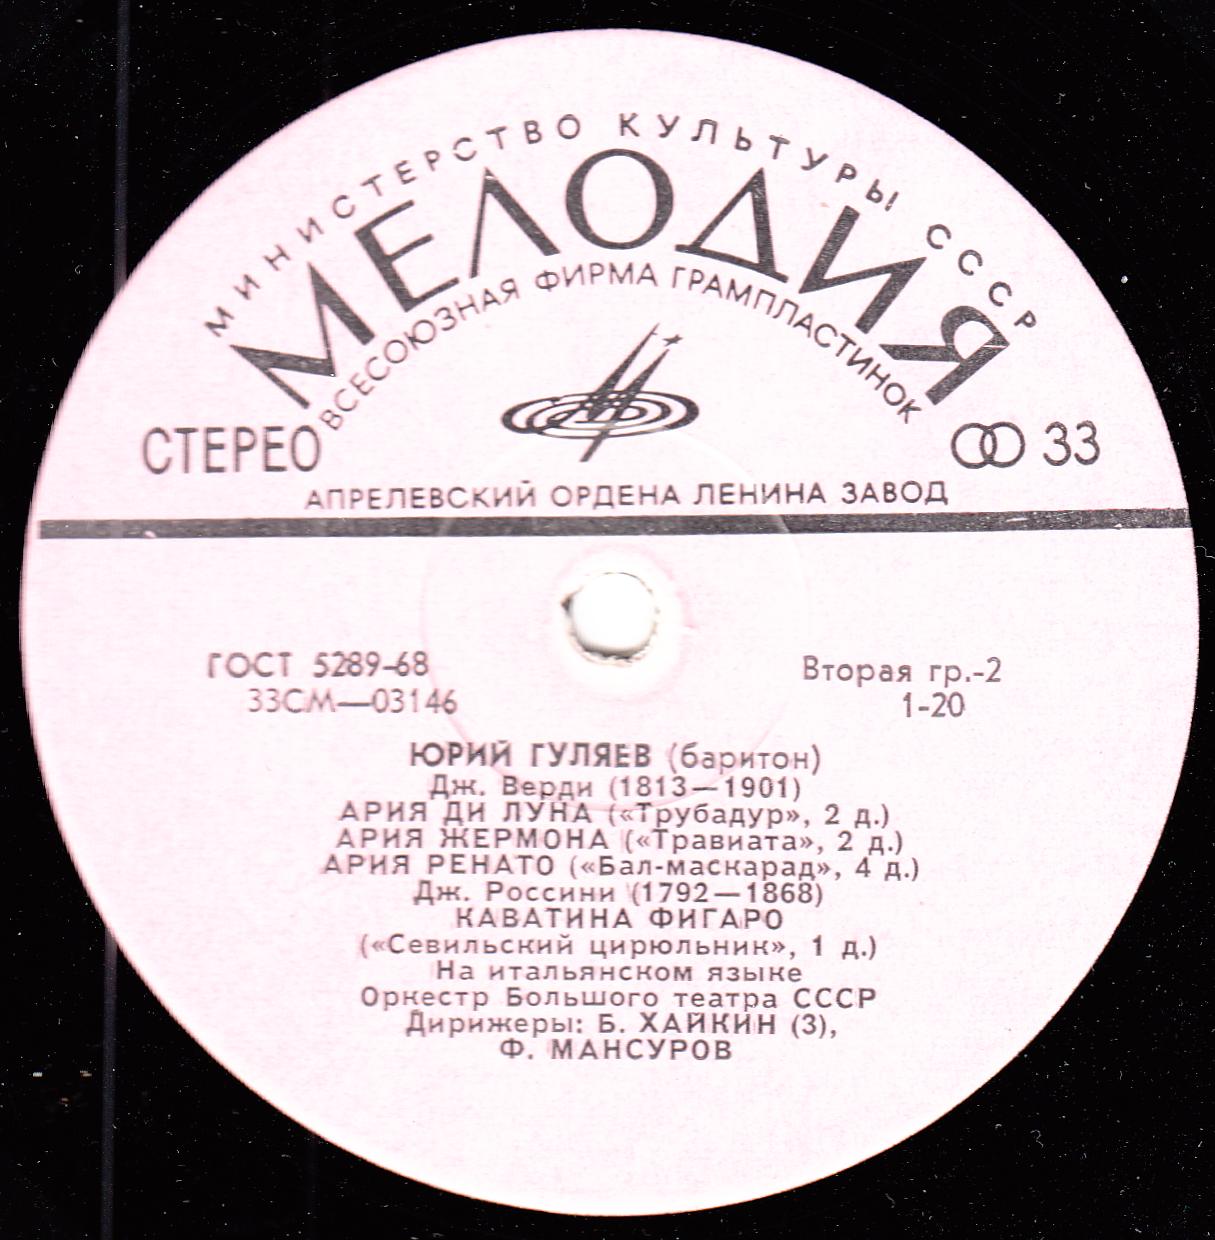 МИНИСТЕРСТВО КУЛЬТУРЫ СССР
МЕЛОДИЯ
ВСЕСОЮЗНАЯ ФИРМА ГРАМПЛАСТИНОК
СТЕРЕО
33
АПРЕЛЕВСКИЙ ОРДЕНА ЛЕНИНА ЗАВОД
ГОСТ 5289-68
Вторая гр.-2
33СМ—03146
1-20
ЮРИЙ ГУЛЯЕВ (баритон)
Дж. Верди (1813—1901)
АРИЯ ДИ ЛУНА («Трубадур», 2 д.)
АРИЯ ЖЕРМОНА («Травиата», 2 д.)
АРИЯ РЕНАТО («Бал-маскарад», 4 д.)
Дж. Россини (1792—1868)
КАВАТИНА ФИГАРО
(«Севильский цирюльник», 1 д.)
На итальянском языке
Оркестр Большого театра СССР
Дирижеры: Б. ХАЙКИН (3),
Ф. МАНСУРОВ